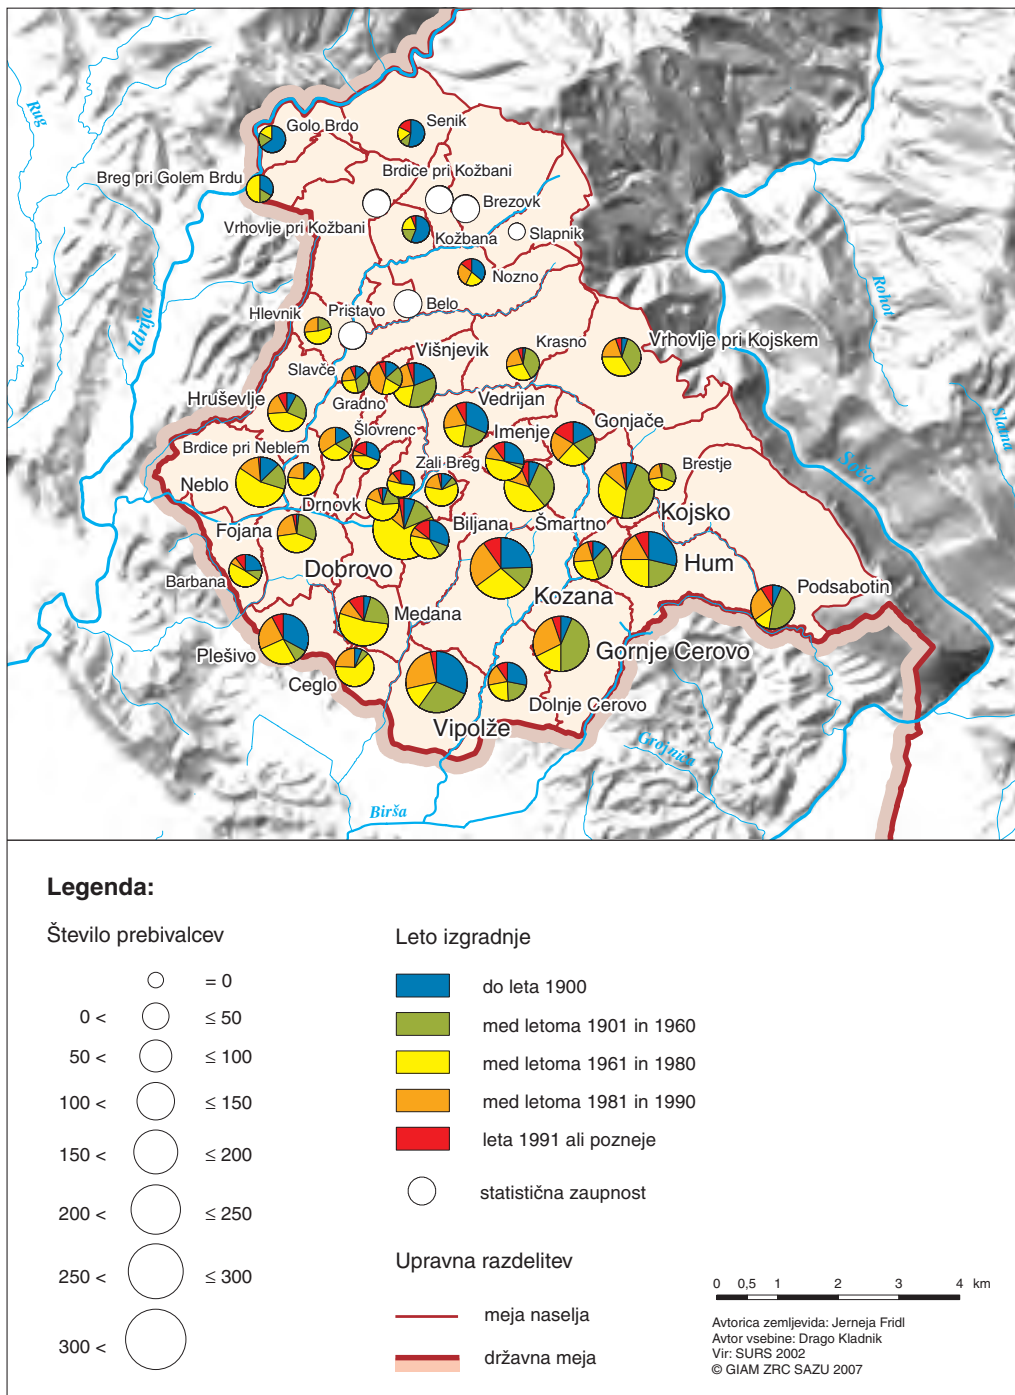 Rug
Golo Brdo
Senik
Brdice pri Kožbani
Breg pri Golem Brdu
Brezovk
Vrhovlje pri Kožbani
Kožbana
Slapnik
Nozno
Idrija
Rohot
Hlevnik
Pristavo
Belo
Krasno
Vrhovlje pri Kojskem
Višnjevik
Slavče
Hruševlje
Gradno
Vedrijan
Slama
Gonjače
Šlovrenc
Imenje
Brdice pri Neblem
Zali Breg
Brestje
Soča
Neblo
Drnovk
Kojsko
Fojana
Biljana
Šmartno
Barbana
Dobrovo
Hum
Kozana
Podsabotin
Medana
Plešivo
Gornje Cerovo
Ceglo
Dolnje Cerovo
Vipolže
Grojnica
Birša
Legenda:
Število prebivalcev
= 0
0 < ≤ 50
50 < ≤ 100
100 < ≤ 150
150 < ≤ 200
200 < ≤ 250
250 < ≤ 300
300 <
Leto izgradnje
do leta 1900
med letoma 1901 in 1960
med letoma 1961 in 1980
med letoma 1981 in 1990
leta 1991 ali pozneje
statistična zaupnost
Upravna razdelitev
meja naselja
državna meja
0 0,5 1 2 3 4 km
Avtorica zemljevida: Jerneja Fridl
Avtor vsebine: Drago Kladnik
Vir: SURS 2002
© GIAM ZRC SAZU 2007